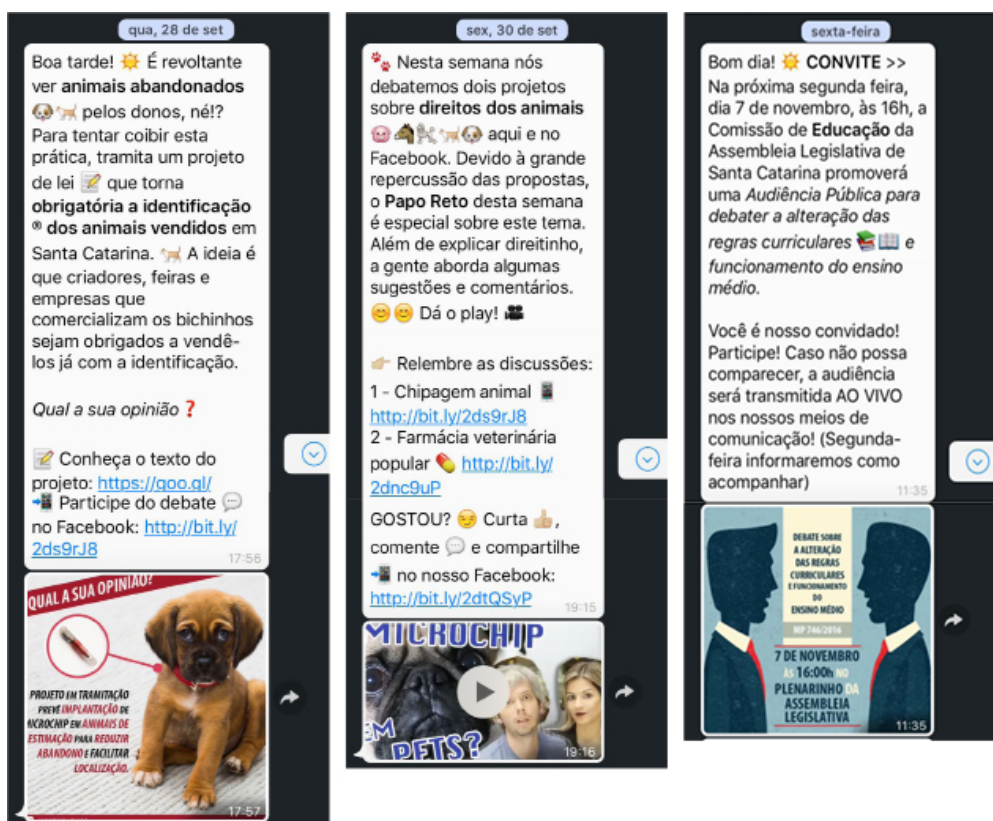 qua, 28 de set
Boa tarde! ☀️ É revoltante
ver animais abandonados
🐶🐈 pelos donos, né!?
Para tentar coibir esta
prática, tramita um projeto
de lei 📝 que torna
obrigatória a identificação
® dos animais vendidos em
Santa Catarina. 🐈 A ideia é
que criadores, feiras e
empresas que
comercializam os bichinhos
sejam obrigados a vendê-
los já com a identificação.
Qual a sua opinião ❓
📝 Conheça o texto do
projeto: https://goo.gl/
📲 Participe do debate 💬
no Facebook: http://bit.ly/
2ds9rJ8
17:56
QUAL A SUA OPINIÃO?
PROJETO EM TRAMITAÇÃO
PREVÊ IMPLANTAÇÃO DE
MICROCHIP EM ANIMAIS DE
ESTIMAÇÃO PARA REDUZIR
ABANDONO E FACILITAR
LOCALIZAÇÃO.
17:57
sex, 30 de set
🐾 Nesta semana nós
debatemos dois projetos
sobre direitos dos animais
🐷🐴🐩🐈🐶 aqui e no
Facebook. Devido à grande
repercussão das propostas,
o Papo Reto desta semana
é especial sobre este tema.
Além de explicar direitinho,
a gente aborda algumas
sugestões e comentários.
😊😊 Dá o play! 🎥
👉🏼 Relembre as discussões:
1 - Chipagem animal 📱
http://bit.ly/2ds9rJ8
2 - Farmácia veterinária
popular 💊 http://bit.ly/
2dnc9uP
GOSTOU? 😏 Curta 👍🏼,
comente 💬 e compartilhe
📲 no nosso Facebook:
http://bit.ly/2dtQSyP
19:15
MICROCHIP
EM
PETS?
19:16
sexta-feira
Bom dia! ☀️ CONVITE >>
Na próxima segunda feira,
dia 7 de novembro, às 16h, a
Comissão de Educação da
Assembleia Legislativa de
Santa Catarina promoverá
uma Audiência Pública para
debater a alteração das
regras curriculares 📚📖 e
funcionamento do ensino
médio.
Você é nosso convidado!
Participe! Caso não possa
comparecer, a audiência
será transmitida AO VIVO
nos nossos meios de
comunicação! (Segunda-
feira informaremos como
acompanhar)
11:35
DEBATE SOBRE
A ALTERAÇÃO
DAS REGRAS
CURRICULARES
E FUNCIONAMENTO
DO
ENSINO MÉDIO
MP 746/2016
7 DE NOVEMBRO
ÀS 16:00h NO
PLENARINHO DA
ASSEMBLEIA
LEGISLATIVA
11:35